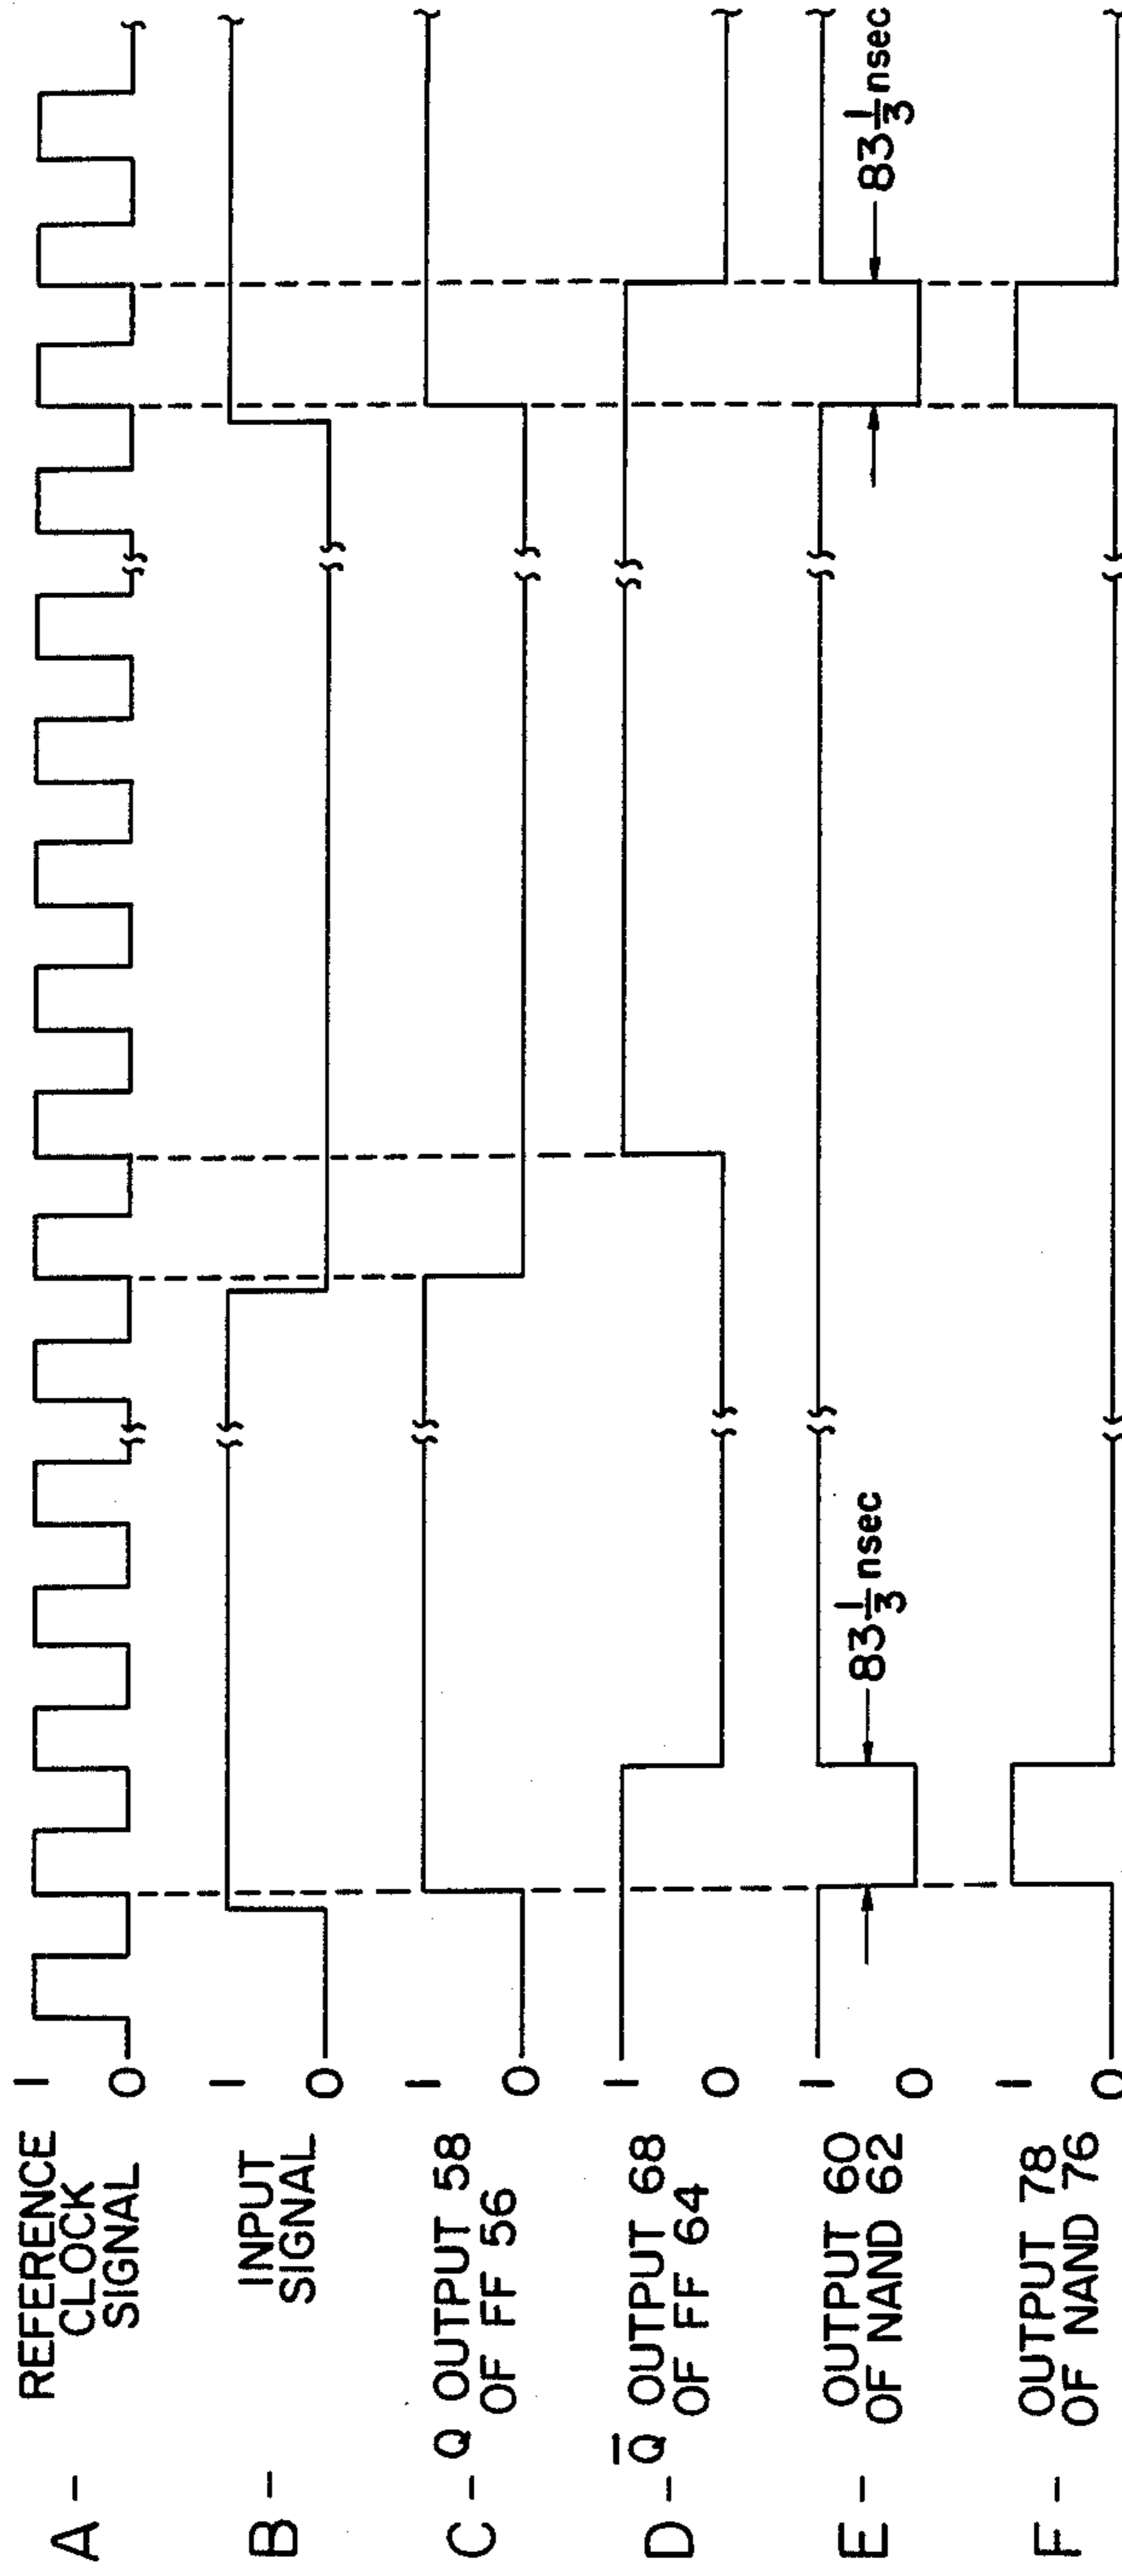 A - REFERENCE
CLOCK
SIGNAL
1
0
B - INPUT
SIGNAL
1
0
C - Q OUTPUT 58
OF FF 56
1
0
D - Q̅ OUTPUT 68
OF FF 64
1
0
E - OUTPUT 60
OF NAND 62
1
0
83 1/3 nsec
83 1/3 nsec
F - OUTPUT 78
OF NAND 76
1
0